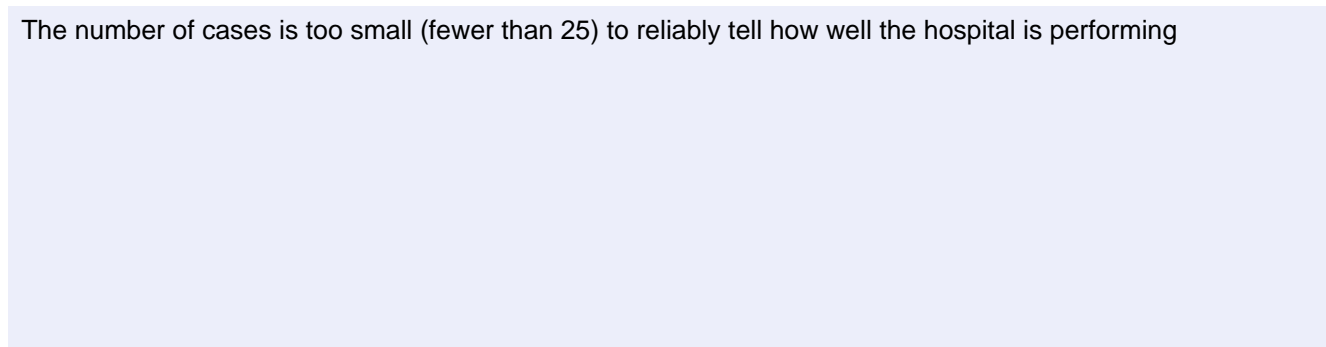 The number of cases is too small (fewer than 25) to reliably tell how well the hospital is performing